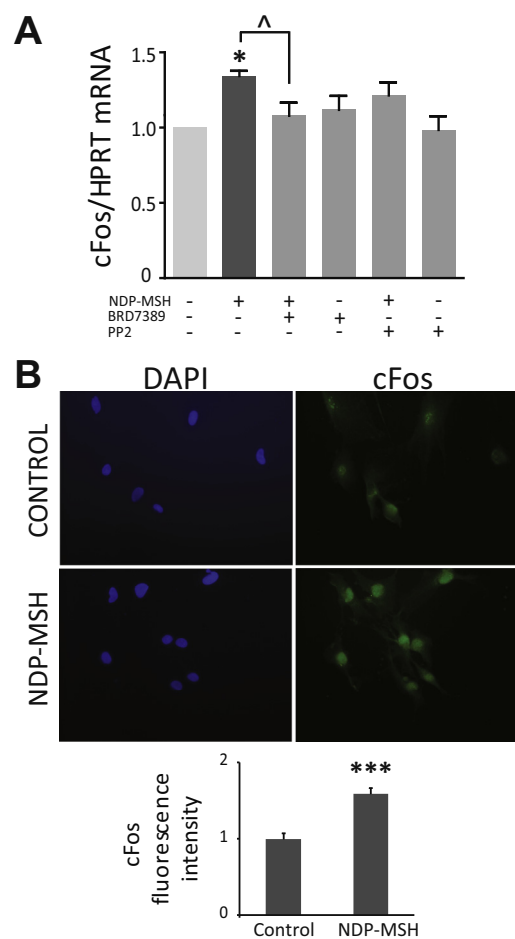 A
^
*
cFos/HPRT mRNA
1.5
1.0
0.5
0
NDP-MSH - + + - + -
BRD7389 - - + + - -
PP2 - - - - + +
B
DAPI cFos
CONTROL
NDP-MSH
cFos
fluorescence
intensity
2
1
0
***
Control NDP-MSH